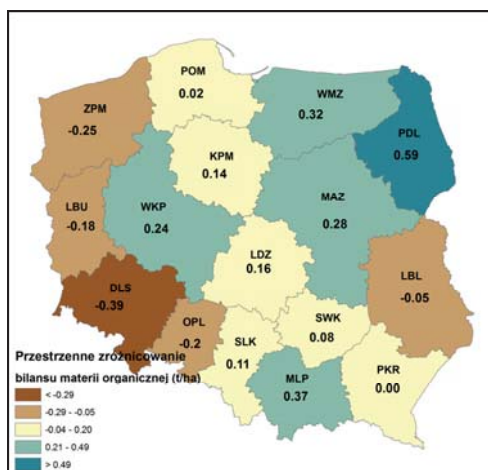 POM
0.02
WMZ
0.32
ZPM
-0.25
PDL
0.59
KPM
0.14
WKP
0.24
MAZ
0.28
LBU
-0.18
LDZ
0.16
LBL
-0.05
DLS
-0.39
OPL
-0.2
SWK
0.08
SLK
0.11
MLP
0.37
PKR
0.00
Przestrzenne zróżnicowanie
bilansu materii organicznej (t/ha)
< -0.29
-0.29 - -0.05
-0.04 - 0.20
0.21 - 0.49
> 0.49